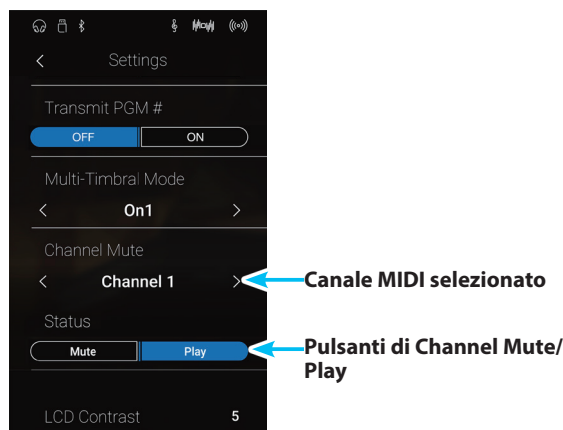 Settings
Transmit PGM #
OFF ON
Multi-Timbral Mode
On1
Channel Mute
Channel 1
Canale MIDI selezionato
Status
Mute Play
Pulsanti di Channel Mute/
Play
LCD Contrast 5